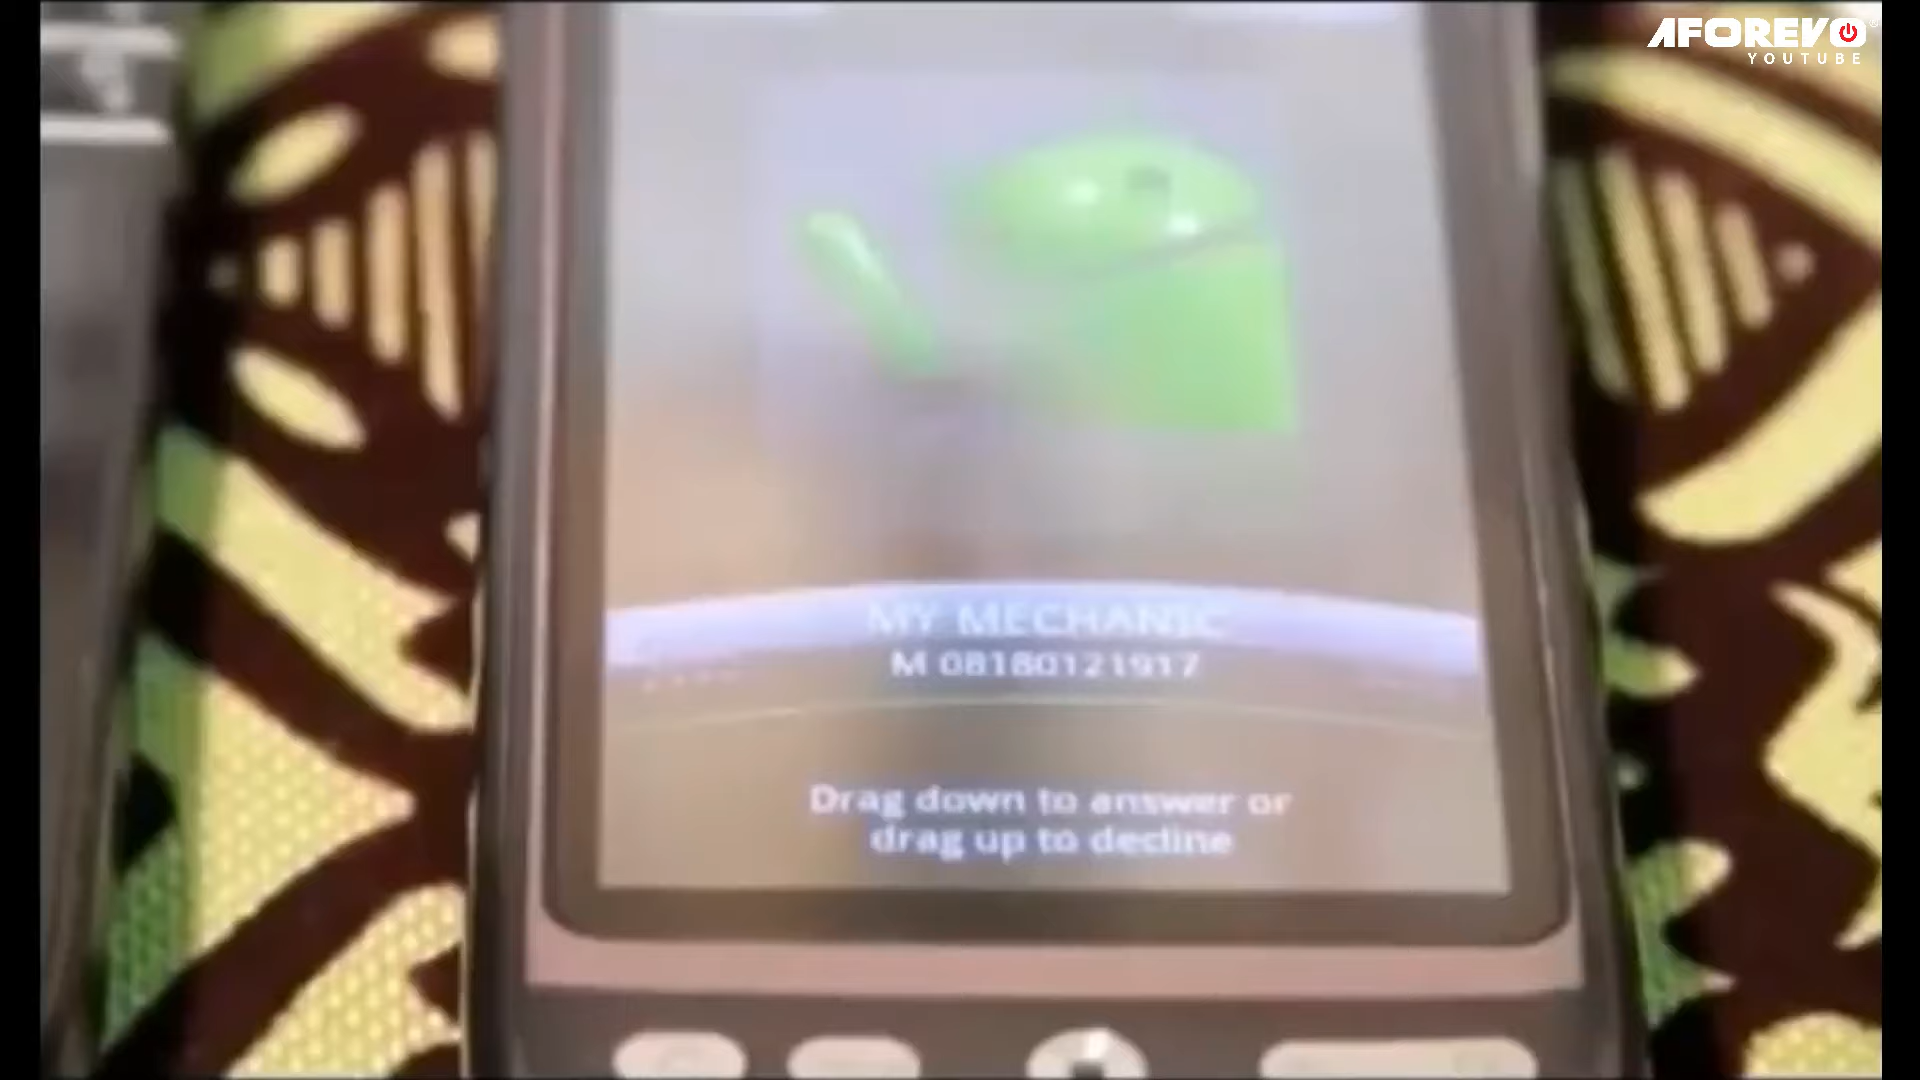 AFOREVO
YOUTUBE
MY MECHANIC
M 08180121917
Drag down to answer or
drag up to decline